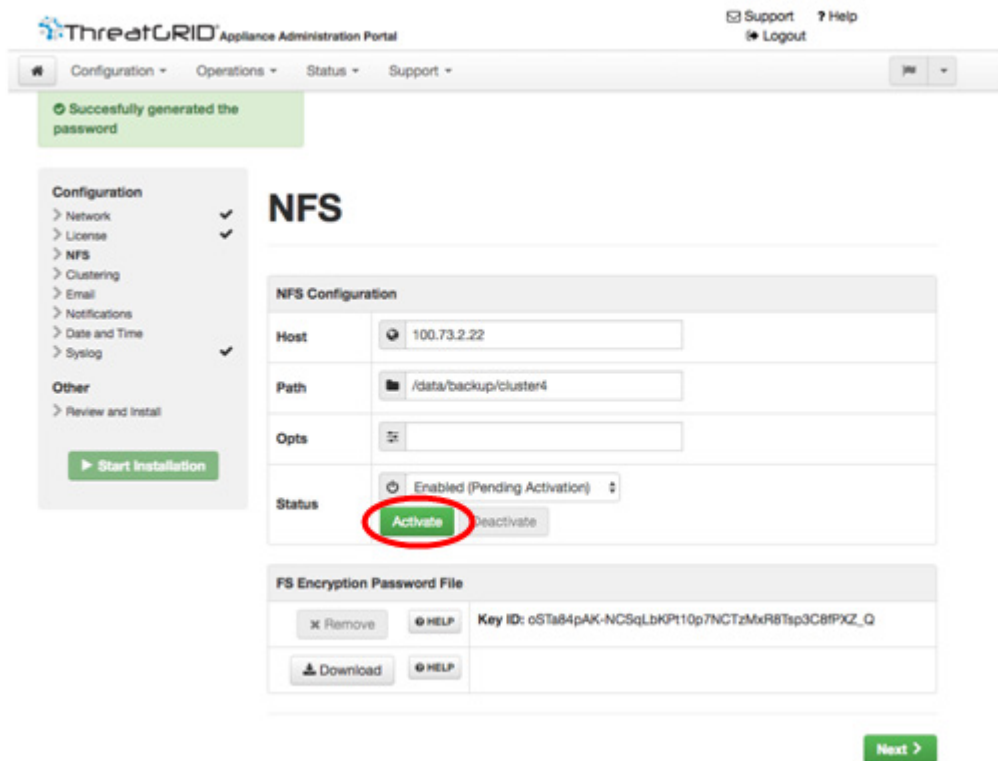 ThreatGRID Appliance Administration Portal
Support ? Help
Logout
Configuration Operations Status Support
Succesfully generated the
password
Configuration
Network
License
NFS
Clustering
Email
Notifications
Date and Time
Syslog
Other
Review and Install
Start Installation
NFS
NFS Configuration
Host 100.73.2.22
Path /data/backup/cluster4
Opts
Status Enabled (Pending Activation)
Activate Deactivate
FS Encryption Password File
Remove HELP Key ID: oSTa84pAK-NCSqLbKPt10p7NCTzMxR8Tsp3C8fPXZ_Q
Download HELP
Next